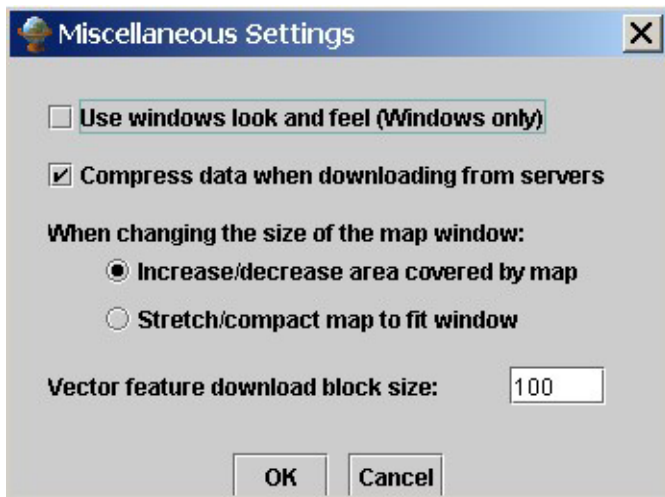 Miscellaneous Settings
Use windows look and feel (Windows only)
Compress data when downloading from servers
When changing the size of the map window:
Increase/decrease area covered by map
Stretch/compact map to fit window
Vector feature download block size: 100
OK Cancel